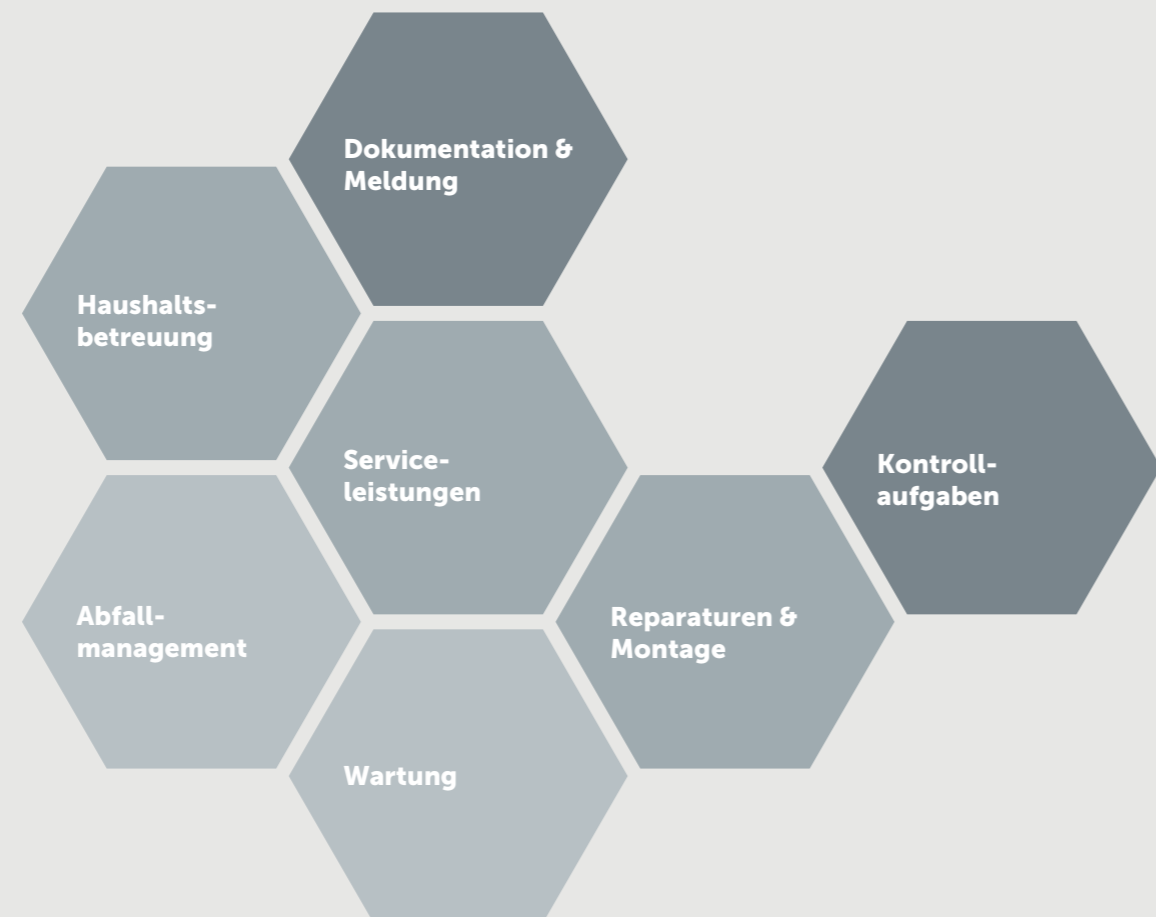 Dokumentation &
Meldung
Haushalts-
betreuung
Service-
leistungen
Kontroll-
aufgaben
Abfall-
management
Reparaturen &
Montage
Wartung